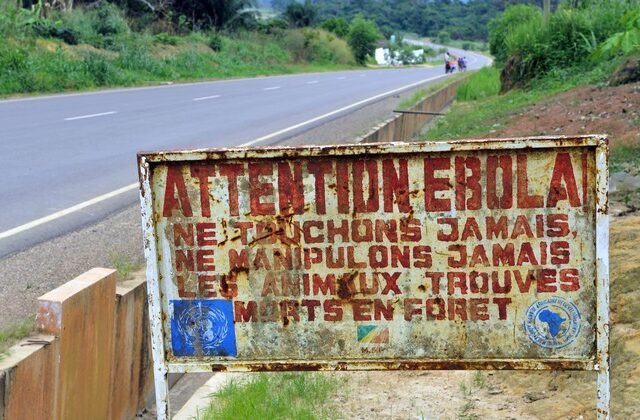 ATTENTION EBOLA
NE TOUCHONS JAMAIS,
NE MANIPULONS JAMAIS
LES ANIMAUX TROUVES
MORTS EN FORET